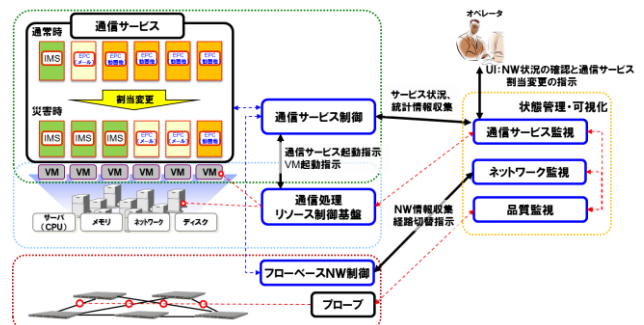 通信サービス
通常時
IMS
EPC
(メール)
EPC
動画他
EPC
動画他
EPC
動画他
EPC
動画他
割当変更
災害時
IMS
IMS
IMS
EPC
(メール)
EPC
(メール)
EPC
動画他
VM
VM
VM
VM
VM
VM
サーバ
(CPU)
メモリ
ネットワーク
ディスク
通信サービス制御
通信サービス起動指示
VM起動指示
通信処理
リソース制御基盤
フローベースNW制御
プローブ
サービス状況、
統計情報収集
NW情報収集
経路切替指示
オペレータ
UI:NW状況の確認と通信サービス
割当変更の指示
状態管理・可視化
通信サービス監視
ネットワーク監視
品質監視